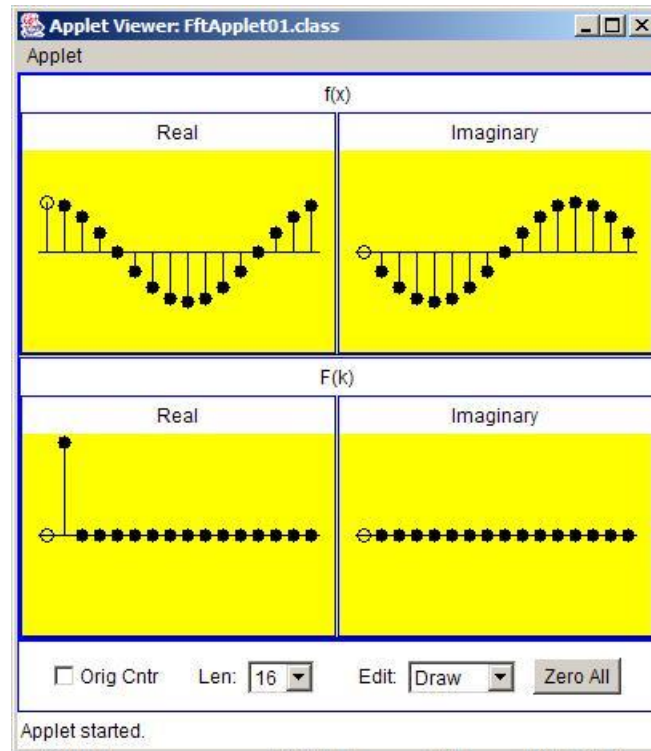 Applet Viewer: FftApplet01.class
Applet
f(x)
Real Imaginary
F(k)
Real Imaginary
Orig Cntr Len: 16 Edit: Draw Zero All
Applet started.